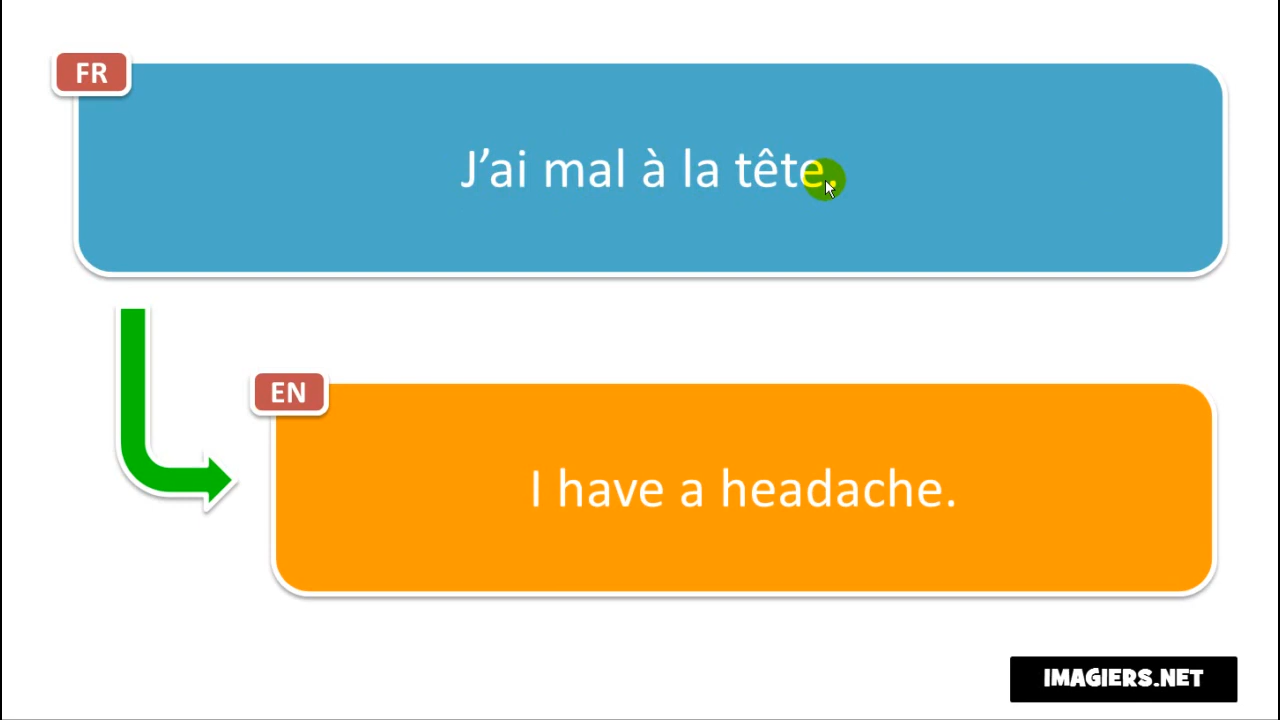 FR
J’ai mal à la tête.
EN
I have a headache.
IMAGIERS.NET